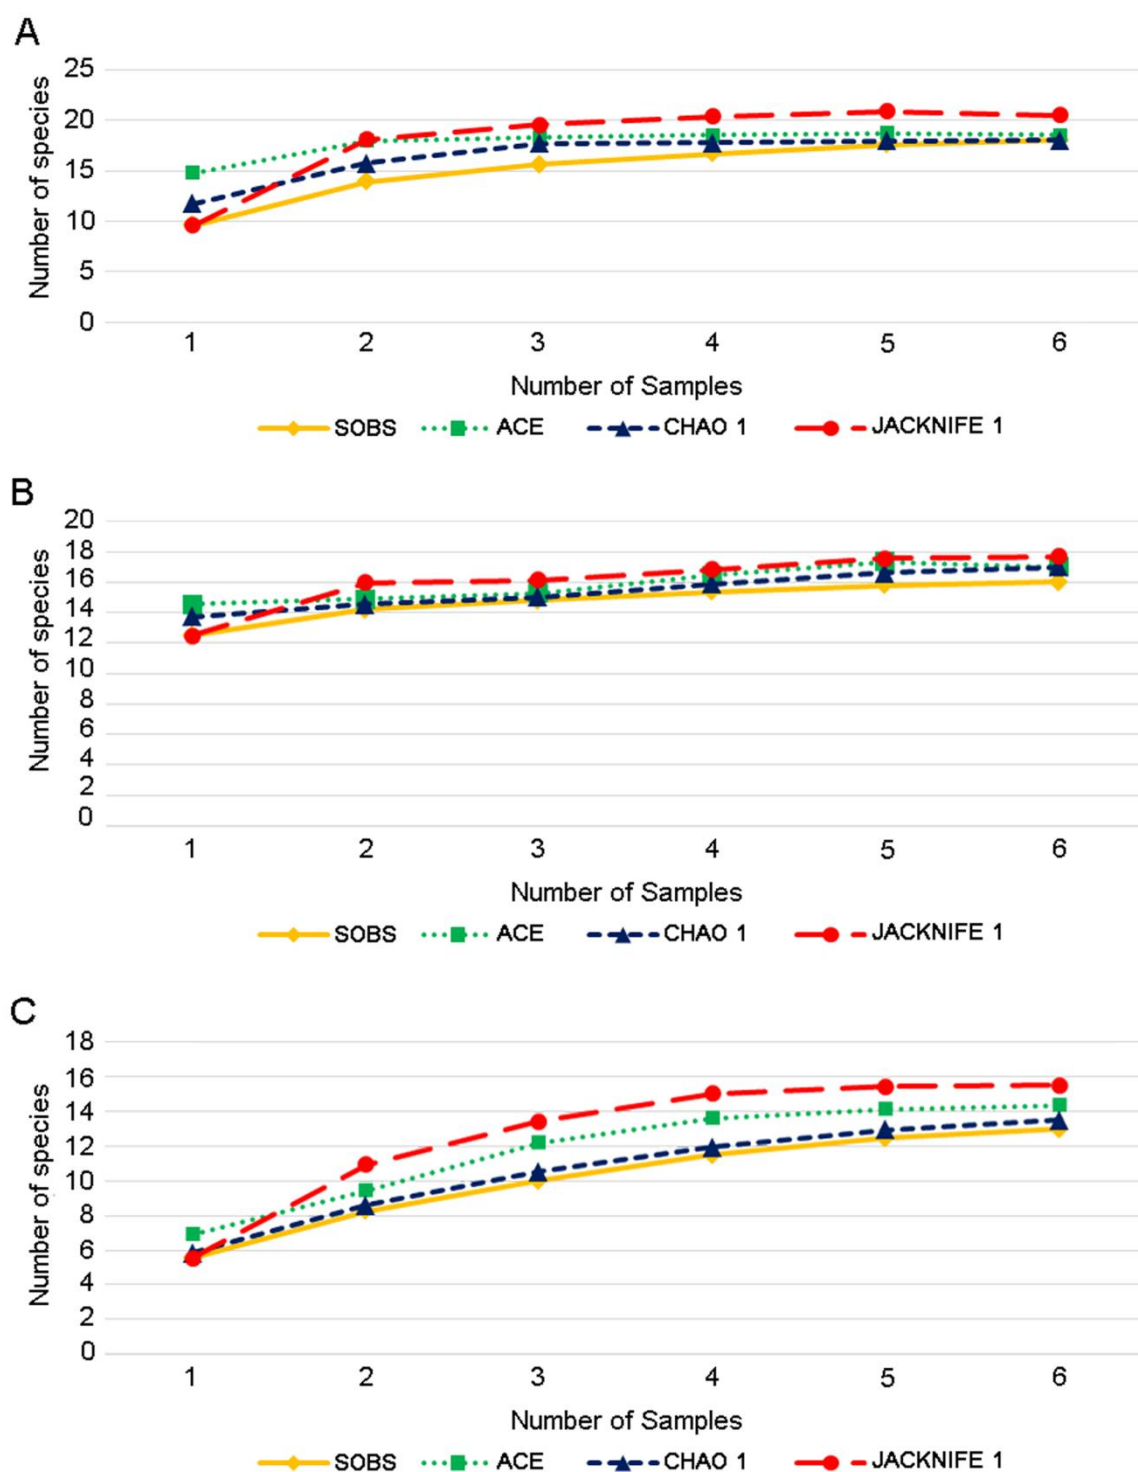 A
25
20
15
10
5
0
Number of species
1 2 3 4 5 6
Number of Samples
SOBS ACE CHAO 1 JACKNIFE 1
B
20
18
16
14
12
10
8
6
4
2
0
Number of species
1 2 3 4 5 6
Number of Samples
SOBS ACE CHAO 1 JACKNIFE 1
C
18
16
14
12
10
8
6
4
2
0
Number of species
1 2 3 4 5 6
Number of Samples
SOBS ACE CHAO 1 JACKNIFE 1